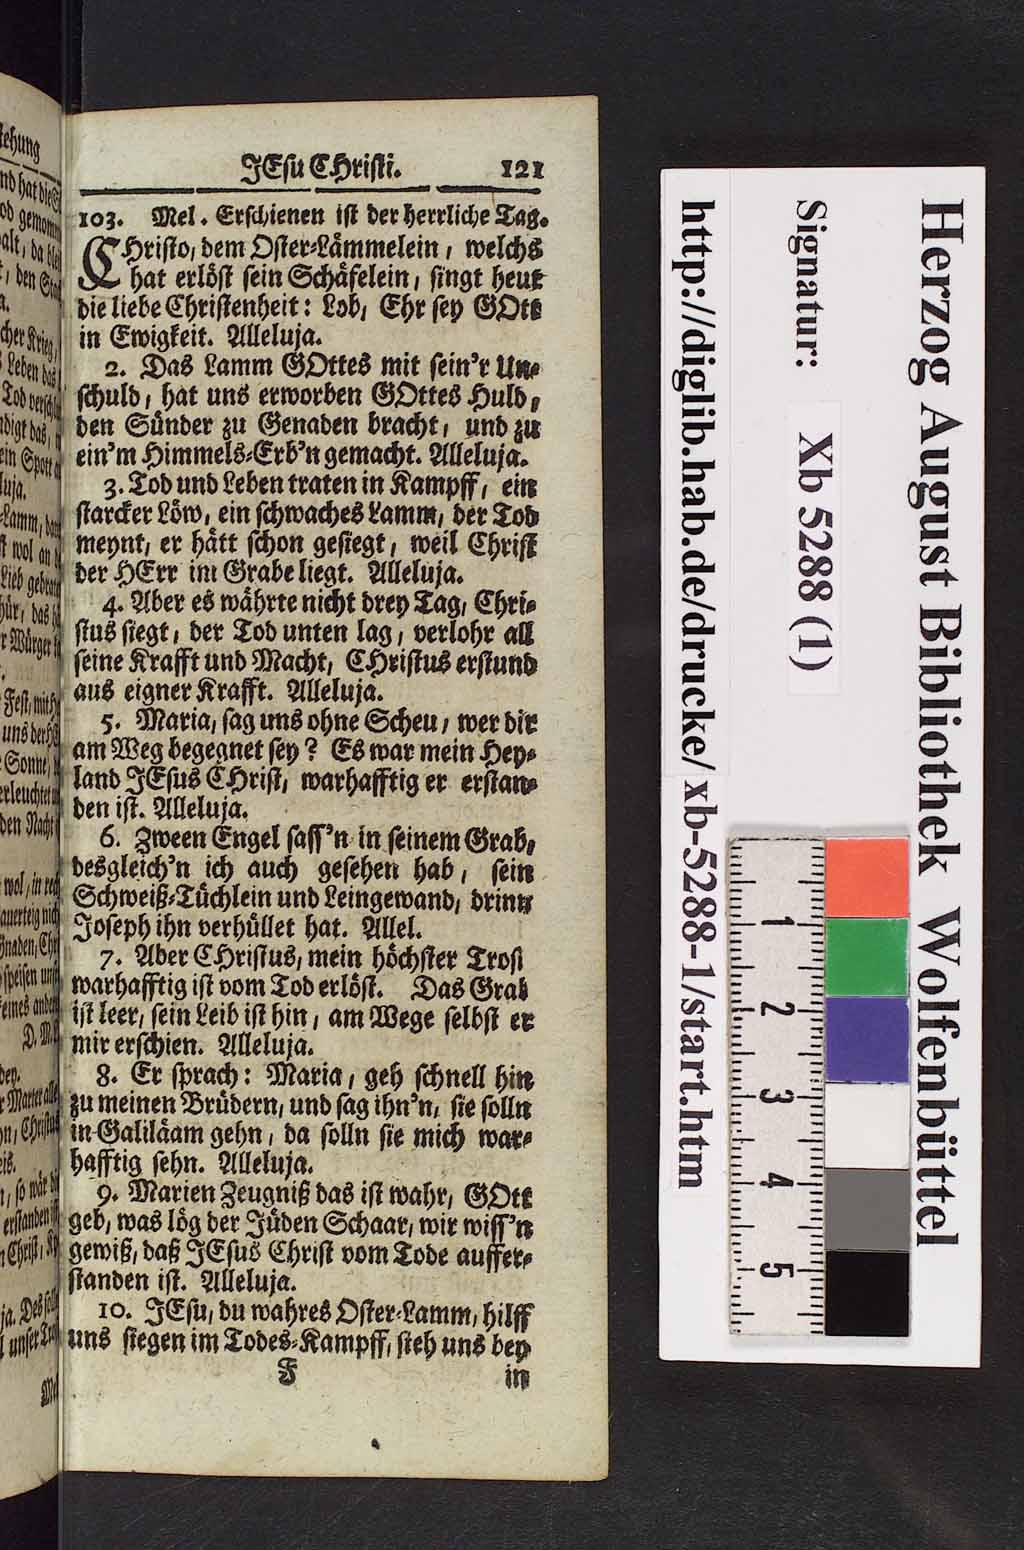 JEsu CHristi. 121
103. Mel. Erschienen ist der herrliche Tag.
CHristo, dem Oster-Lämmelein, welchs
hat erlöst sein Schäfelein, singt heut
die liebe Christenheit: Lob, Ehr sey GOtt
in Ewigkeit. Alleluja.
2. Das Lamm GOttes mit sein'r Un-
schuld, hat uns erworben GOttes Huld,
den Sünder zu Genaden bracht, und zu
ein'm Himmels-Erb'n gemacht. Alleluja.
3. Tod und Leben traten in Kampff, ein
starcker Löw, ein schwaches Lamm, der Tod
meynt, er hätt schon gesiegt, weil Christ
der HErr im Grabe liegt. Alleluja.
4. Aber es währte nicht drey Tag, Chri-
stus siegt, der Tod unten lag, verlohr all
seine Krafft und Macht, CHristus erstund
aus eigner Krafft. Alleluja.
5. Maria, sag uns ohne Scheu, wer dir
am Weg begegnet sey? Es war mein Hey-
land JEsus CHrist, warhafftig er erstan-
den ist. Alleluja.
6. Zween Engel sass'n in seinem Grab,
desgleich'n ich auch gesehen hab, sein
Schweiß-Tüchlein und Leingewand, drinn
Joseph ihn verhüllet hat. Allel.
7. Aber CHristus, mein höchster Trost
warhafftig ist vom Tod erlöst. Das Grab
ist leer, sein Leib ist hin, am Wege selbst er
mir erschien. Alleluja.
8. Er sprach: Maria, geh schnell hin
zu meinen Brüdern, und sag ihn'n, sie solln
in Galiläam gehn, da solln sie mich war-
hafftig sehn. Alleluja.
9. Marien Zeugniß das ist wahr, GOtt
geb, was lög der Jüden Schaar, wir wiss'n
gewiß, daß JEsus Christ vom Tode auffer-
standen ist. Alleluja.
10. JEsu, du wahres Oster-Lamm, hilff
uns siegen im Todes-Kampff, steh uns bey
F in
Herzog August Bibliothek Wolfenbüttel
Signatur: Xb 5288 (1)
http://diglib.hab.de/drucke/ xb-5288-1/start.htm
1
2
3
4
5